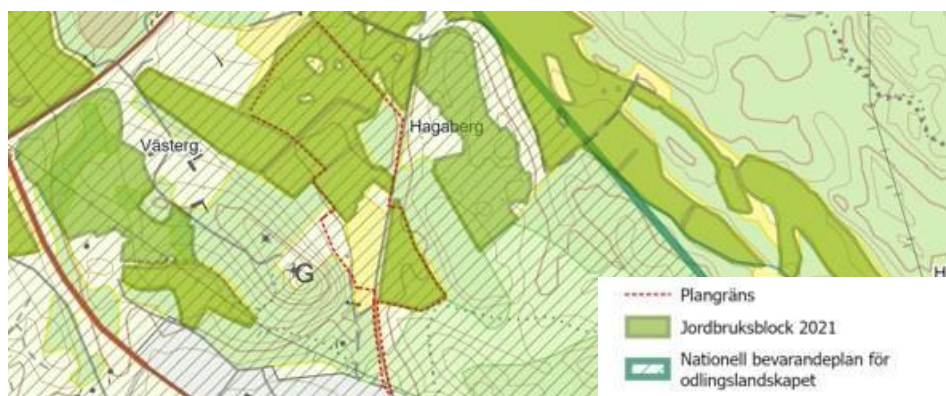 Hagaberg
Västerg.
G
H
Plangräns
Jordbruksblock 2021
Nationell bevarandeplan för
odlingslandskapet